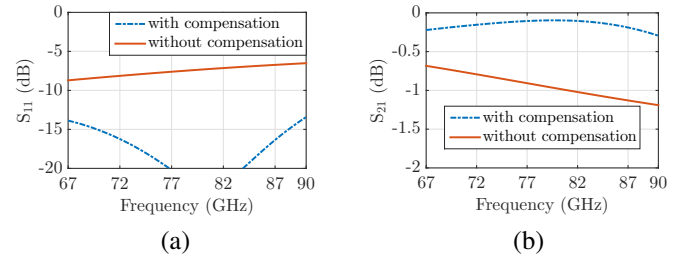 0
-5
-10
-15
-20
S11 (dB)
with compensation
without compensation
67
72
77
82
87
90
Frequency (GHz)
(a)
0
-0.5
-1
-1.5
-2
S21 (dB)
with compensation
without compensation
67
72
77
82
87
90
Frequency (GHz)
(b)